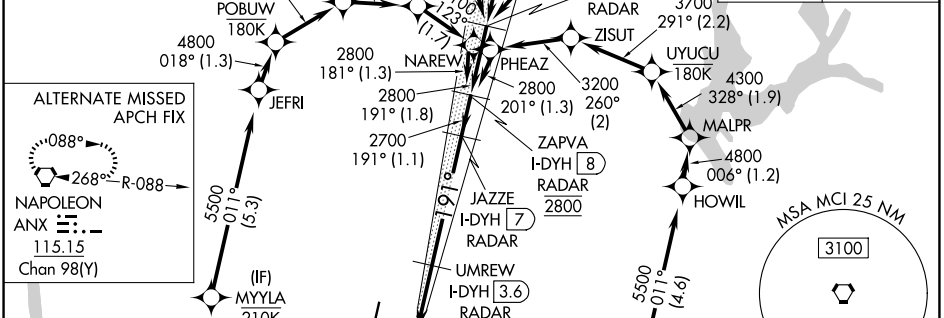 POBUW
180K
123°
(1.7)
RADAR
3700
291° (2.2)
ZISUT
UYUCU
180K
4800
018° (1.3)
2800
181° (1.3)
NAREW
PHEAZ
4300
328° (1.9)
JEFRI
2800
191° (1.8)
2800
201° (1.3)
3200
260°
(2)
MALPR
2700
191° (1.1)
ZAPVA
I-DYH 8
RADAR
2800
4800
006° (1.2)
HOWIL
ALTERNATE MISSED
APCH FIX
088°
268°
R-088
NAPOLEON
ANX
115.15
Chan 98(Y)
5500
011°
(5.3)
191°
JAZZE
I-DYH 7
RADAR
MSA MCI 25 NM
3100
UMREW
I-DYH 3.6
RADAR
5500
011°
(4.6)
(IF)
MYYLA
210K